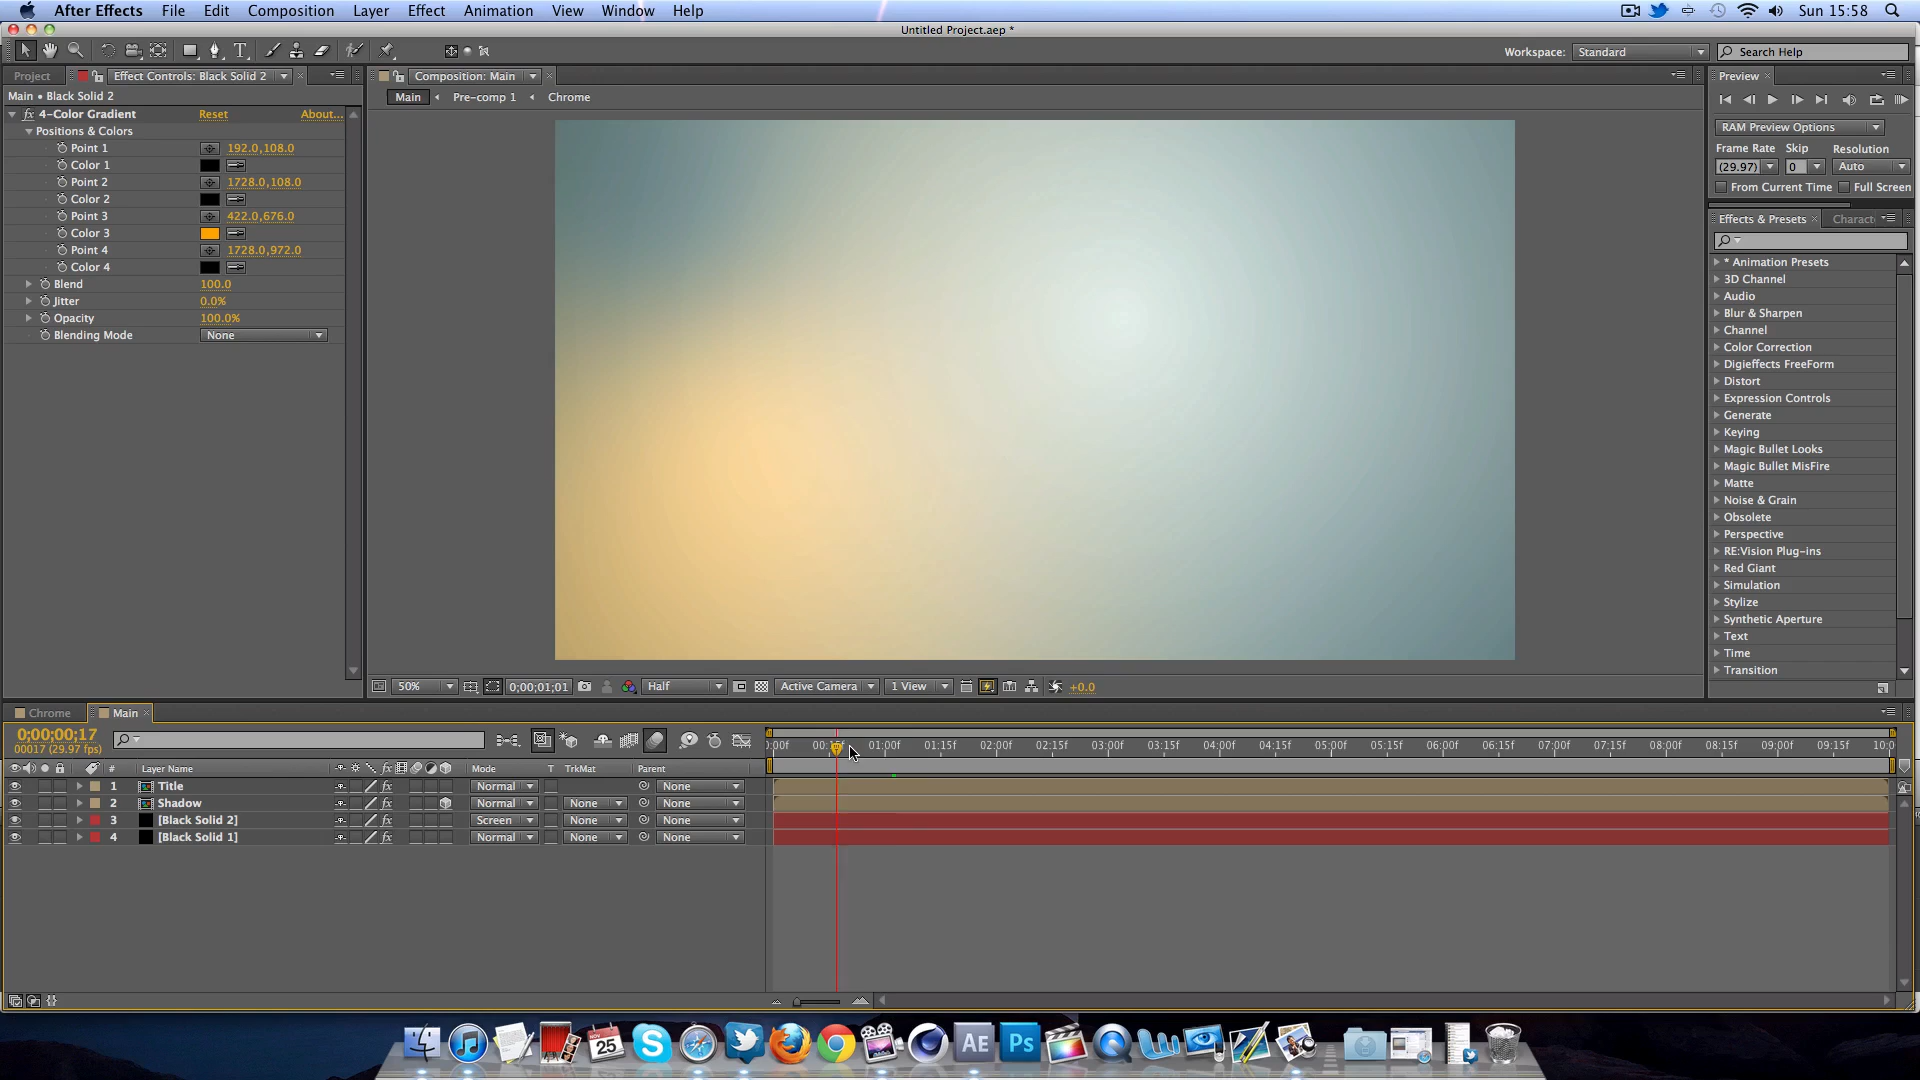 After Effects File Edit Composition Layer Effect Animation View Window Help Sun 15:58
Untitled Project.aep *
Workspace: Standard Search Help
Project Effect Controls: Black Solid 2 Composition: Main Preview
Main • Black Solid 2 Main Pre-comp 1 Chrome
4-Color Gradient Reset About...
Positions & Colors
Point 1 192.0,108.0
Color 1
Point 2 1728.0,108.0
Color 2
Point 3 422.0,676.0
Color 3
Point 4 1728.0,972.0
Color 4
Blend 100.0
Jitter 0.0%
Opacity 100.0%
Blending Mode None
RAM Preview Options
Frame Rate Skip Resolution
(29.97) 0 Auto
From Current Time Full Screen
Effects & Presets Charact
* Animation Presets
3D Channel
Audio
Blur & Sharpen
Channel
Color Correction
Digieffects FreeForm
Distort
Expression Controls
Generate
Keying
Magic Bullet Looks
Magic Bullet MisFire
Matte
Noise & Grain
Obsolete
Perspective
RE:Vision Plug-ins
Red Giant
Simulation
Stylize
Synthetic Aperture
Text
Time
Transition
50% 0;00;01;01 Half Active Camera 1 View +0.0
Chrome Main
0;00;00;17
00017 (29.97 fps)
:00f 00:15f 01:00f 01:15f 02:00f 02:15f 03:00f 03:15f 04:00f 04:15f 05:00f 05:15f 06:00f 06:15f 07:00f 07:15f 08:00f 08:15f 09:00f 09:15f 10:0
# Layer Name fx Mode T TrkMat Parent
1 Title fx Normal None
2 Shadow fx Normal None None
3 [Black Solid 2] fx Screen None None
4 [Black Solid 1] fx Normal None None
NOV 25 AE Ps